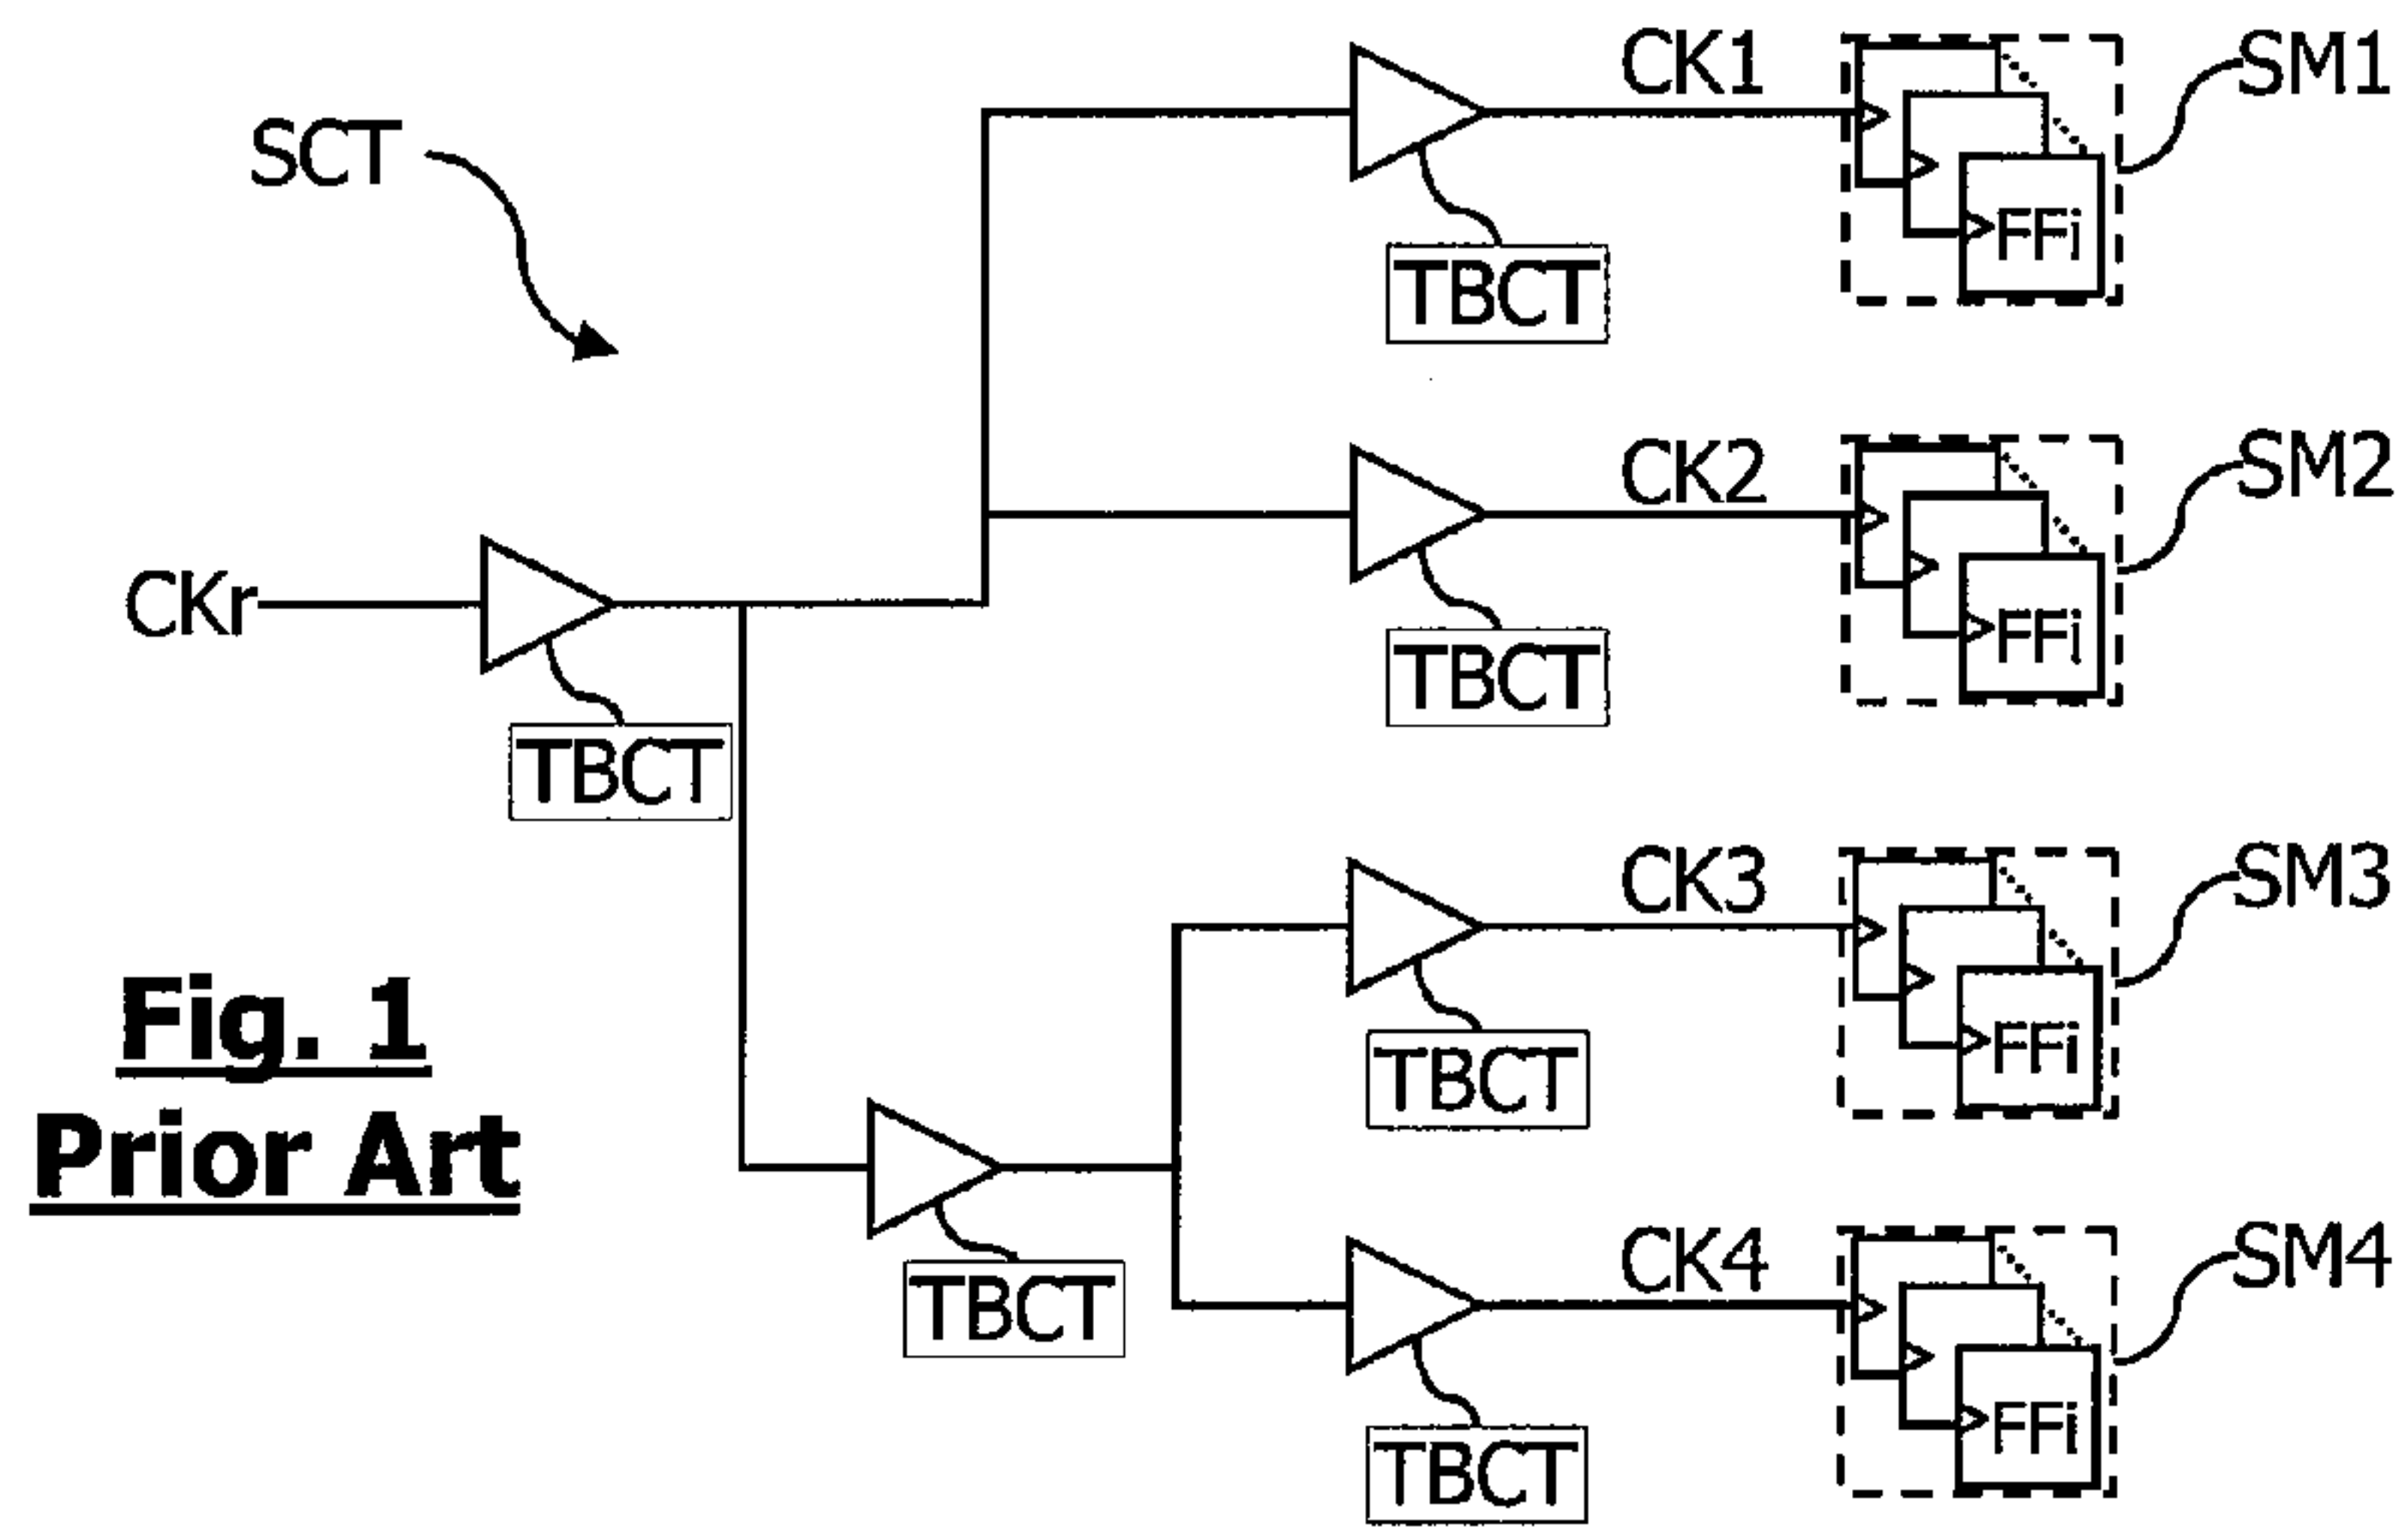 CK1
SM1
SCT
FFi
TBCT
CK2
SM2
CKr
FFi
TBCT
TBCT
CK3
SM3
Fig. 1
FFi
TBCT
Prior Art
CK4
SM4
TBCT
FFi
TBCT